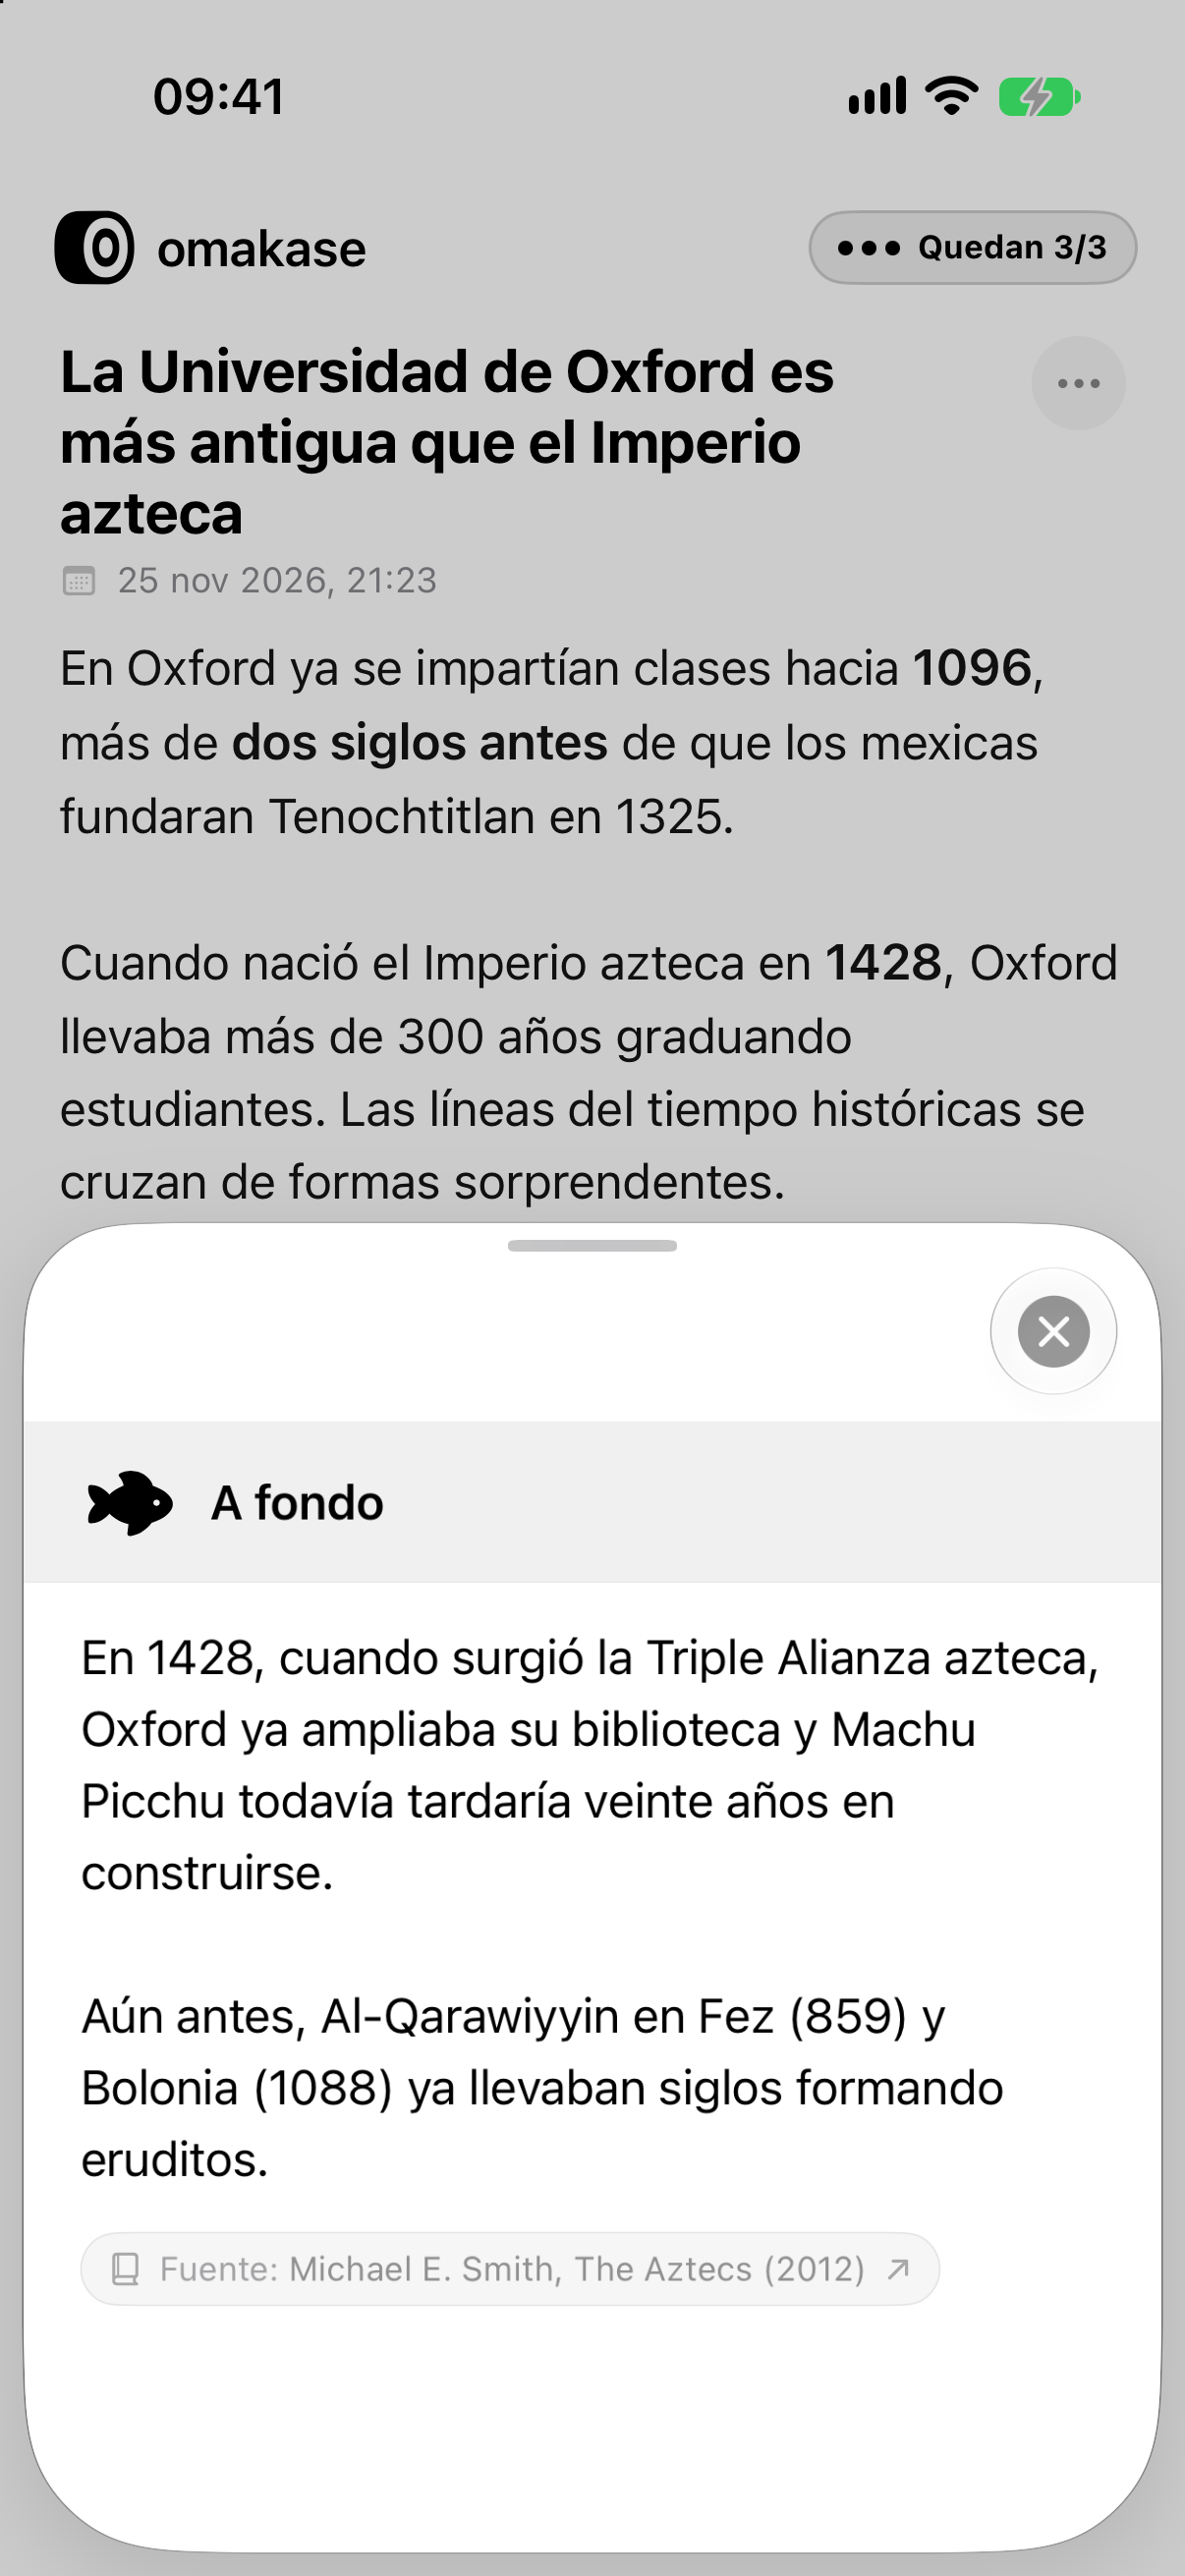 09:41
omakase
Quedan 3/3
La Universidad de Oxford es
más antigua que el Imperio
azteca
25 nov 2026, 21:23
En Oxford ya se impartían clases hacia 1096,
más de dos siglos antes de que los mexicas
fundaran Tenochtitlan en 1325.
Cuando nació el Imperio azteca en 1428, Oxford
llevaba más de 300 años graduando
estudiantes. Las líneas del tiempo históricas se
cruzan de formas sorprendentes.
A fondo
En 1428, cuando surgió la Triple Alianza azteca,
Oxford ya ampliaba su biblioteca y Machu
Picchu todavía tardaría veinte años en
construirse.
Aún antes, Al-Qarawiyyin en Fez (859) y
Bolonia (1088) ya llevaban siglos formando
eruditos.
Fuente: Michael E. Smith, The Aztecs (2012)